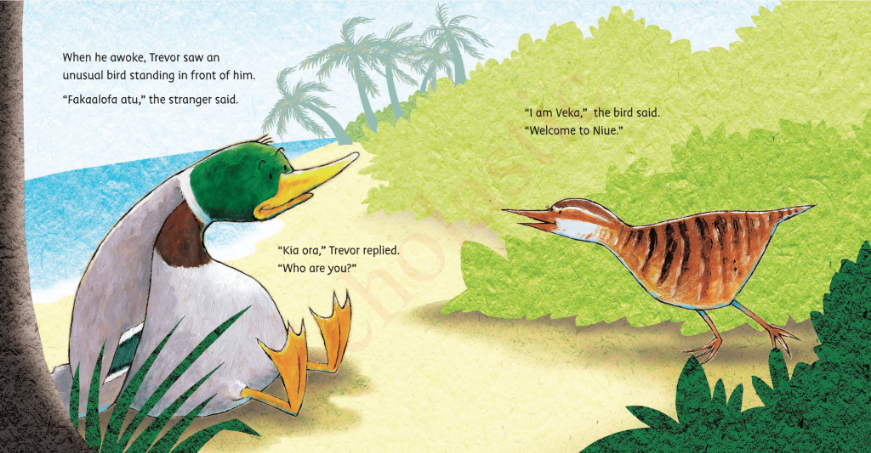 When he awoke, Trevor saw an
unusual bird standing in front of him.
“Fakaalofa atu,” the stranger said.
“Kia ora,” Trevor replied.
“Who are you?”
“I am Veka,” the bird said.
“Welcome to Niue.”